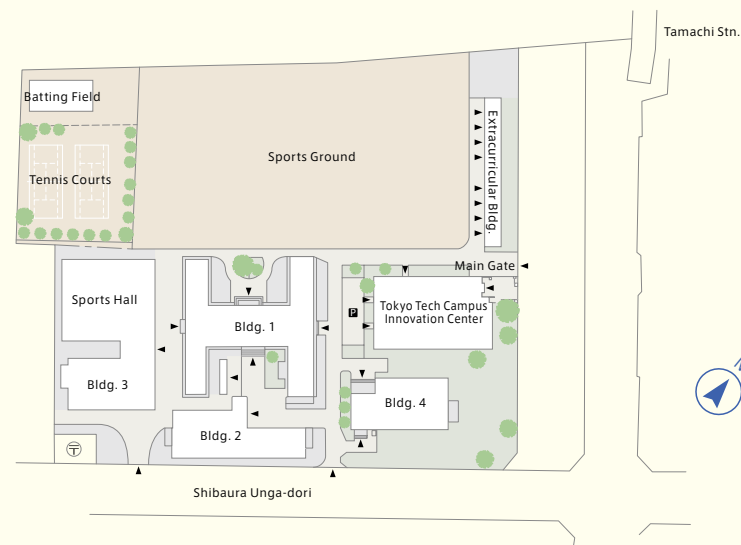 Tamachi Stn.
Batting Field
Extracurricular Bldg.
Sports Ground
Tennis Courts
Main Gate
Sports Hall
Tokyo Tech Campus
Innovation Center
P
Bldg. 1
Bldg. 3
Bldg. 4
Bldg. 2
〒
Shibaura Unga-dori